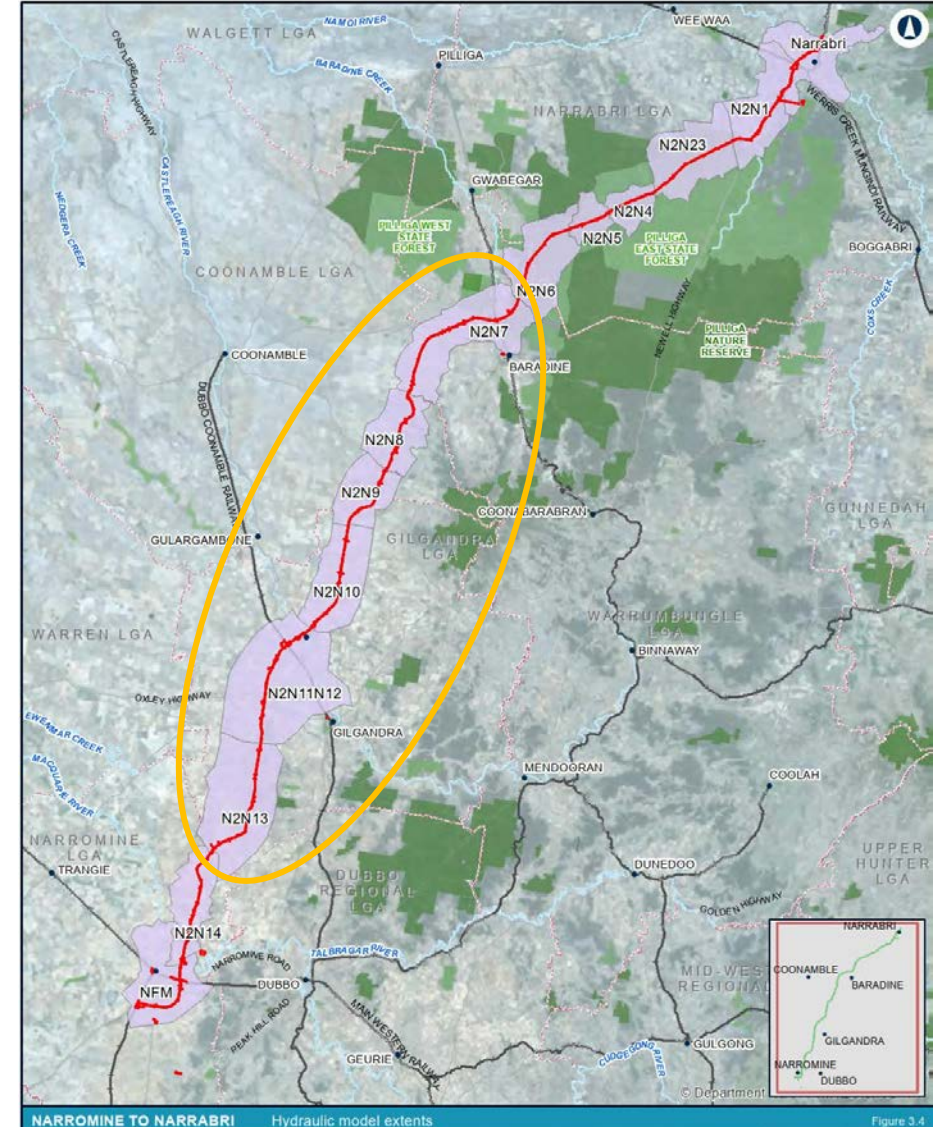 WEE WAA
NAMOI RIVER
WALGETT LGA
CASTLEREAGH HIGHWAY
Narrabri
PILLIGA
BARADINE CREEK
NARRABRI LGA
N2N1
WERRIS CREEK MUNGINDI RAILWAY
N2N23
CASTLEREAGH RIVER
NEDGERA CREEK
GWABEGAR
N2N4
PILLIGA WEST
STATE
FOREST
N2N5
PILLIGA
EAST STATE
FOREST
BOGGABRI
COONAMBLE LGA
N2N6
NEWELL HIGHWAY
COXS CREEK
N2N7
PILLIGA
NATURE
RESERVE
COONAMBLE
BARADINE
DUBBO COONAMBLE RAILWAY
N2N8
N2N9
COONABARABRAN
GUNNEDAH
LGA
GULARGAMBONE
GILGANDRA
LGA
N2N10
WARRUMBUNGLE
LGA
WARREN LGA
BINNAWAY
OXLEY HIGHWAY
N2N11N12
EWENMAR CREEK
GILGANDRA
MACQUARIE RIVER
MENDOORAN
COOLAH
N2N13
NARROMINE
LGA
TRANGIE
DUBBO
REGIONAL
LGA
DUNEDOO
UPPER
HUNTER
LGA
GOLDEN HIGHWAY
N2N14
NARROMINE ROAD
TALBRAGAR RIVER
NARRABRI
COONAMBLE
BARADINE
GILGANDRA
NARROMINE
DUBBO
NFM
DUBBO
MID-WEST
REGIONAL
PEAK HILL ROAD
MAIN WESTERN RAILWAY
GEURIE
CUDGEGONG RIVER
GULGONG
© Department
NARROMINE TO NARRABRI Hydraulic model extents Figure 3.4